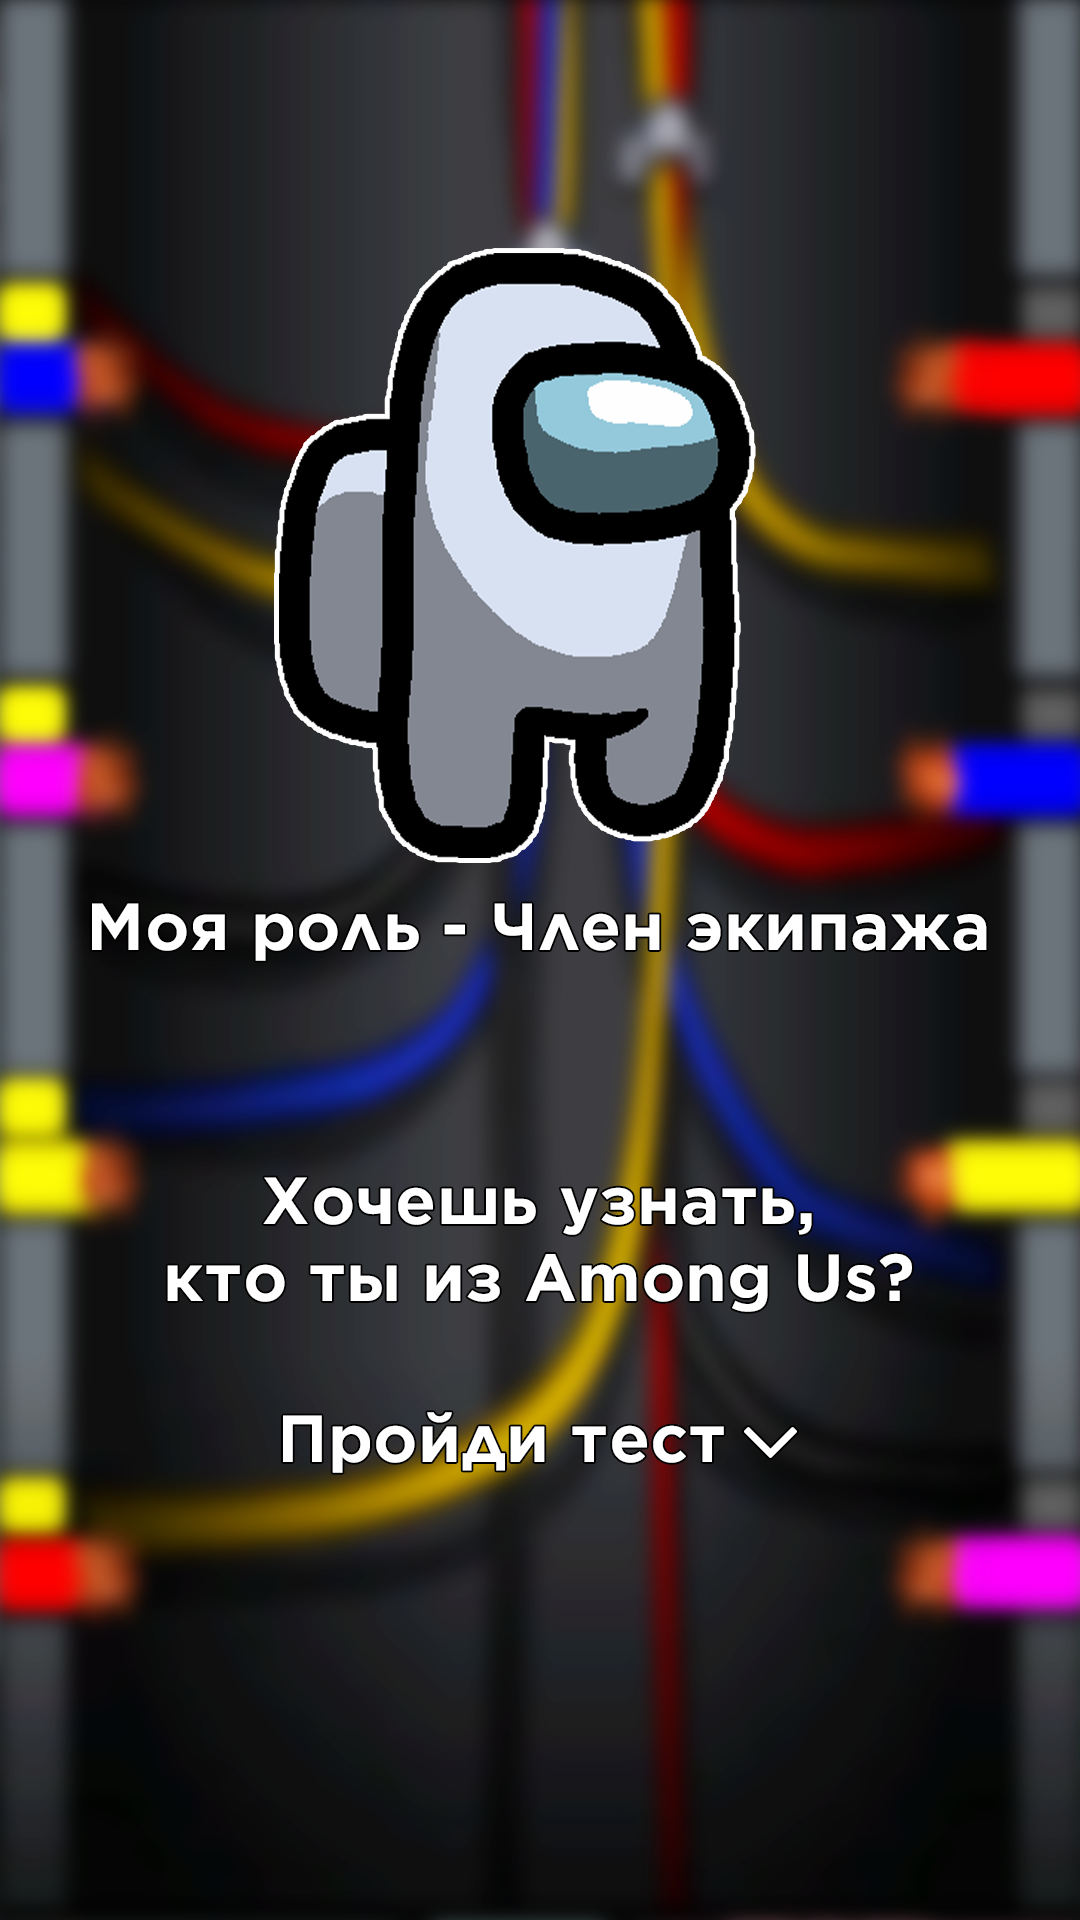 Моя роль - Член экипажа
Хочешь узнать,
кто ты из Among Us?
Пройди тест